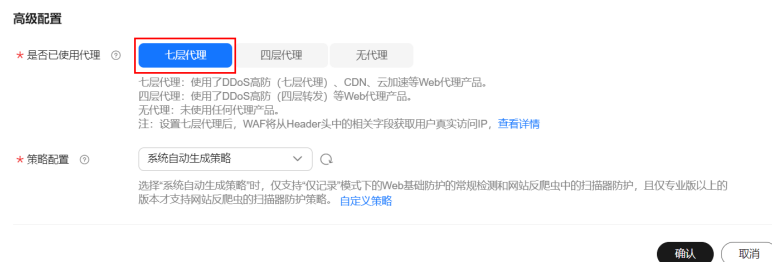 高级配置
* 是否已使用代理 ? 七层代理 四层代理 无代理
七层代理：使用了DDoS高防（七层代理）、CDN、云加速等Web代理产品。
四层代理：使用了DDoS高防（四层转发）等Web代理产品。
无代理：未使用任何代理产品。
注：设置七层代理后，WAF将从Header头中的相关字段获取用户真实访问IP，查看详情
* 策略配置 ? 系统自动生成策略
选择“系统自动生成策略”时，仅支持“仅记录”模式下的Web基础防护的常规检测和网站反爬虫中的扫描器防护，且仅专业版以上的
版本才支持网站反爬虫的扫描器防护策略。 自定义策略
确认 取消